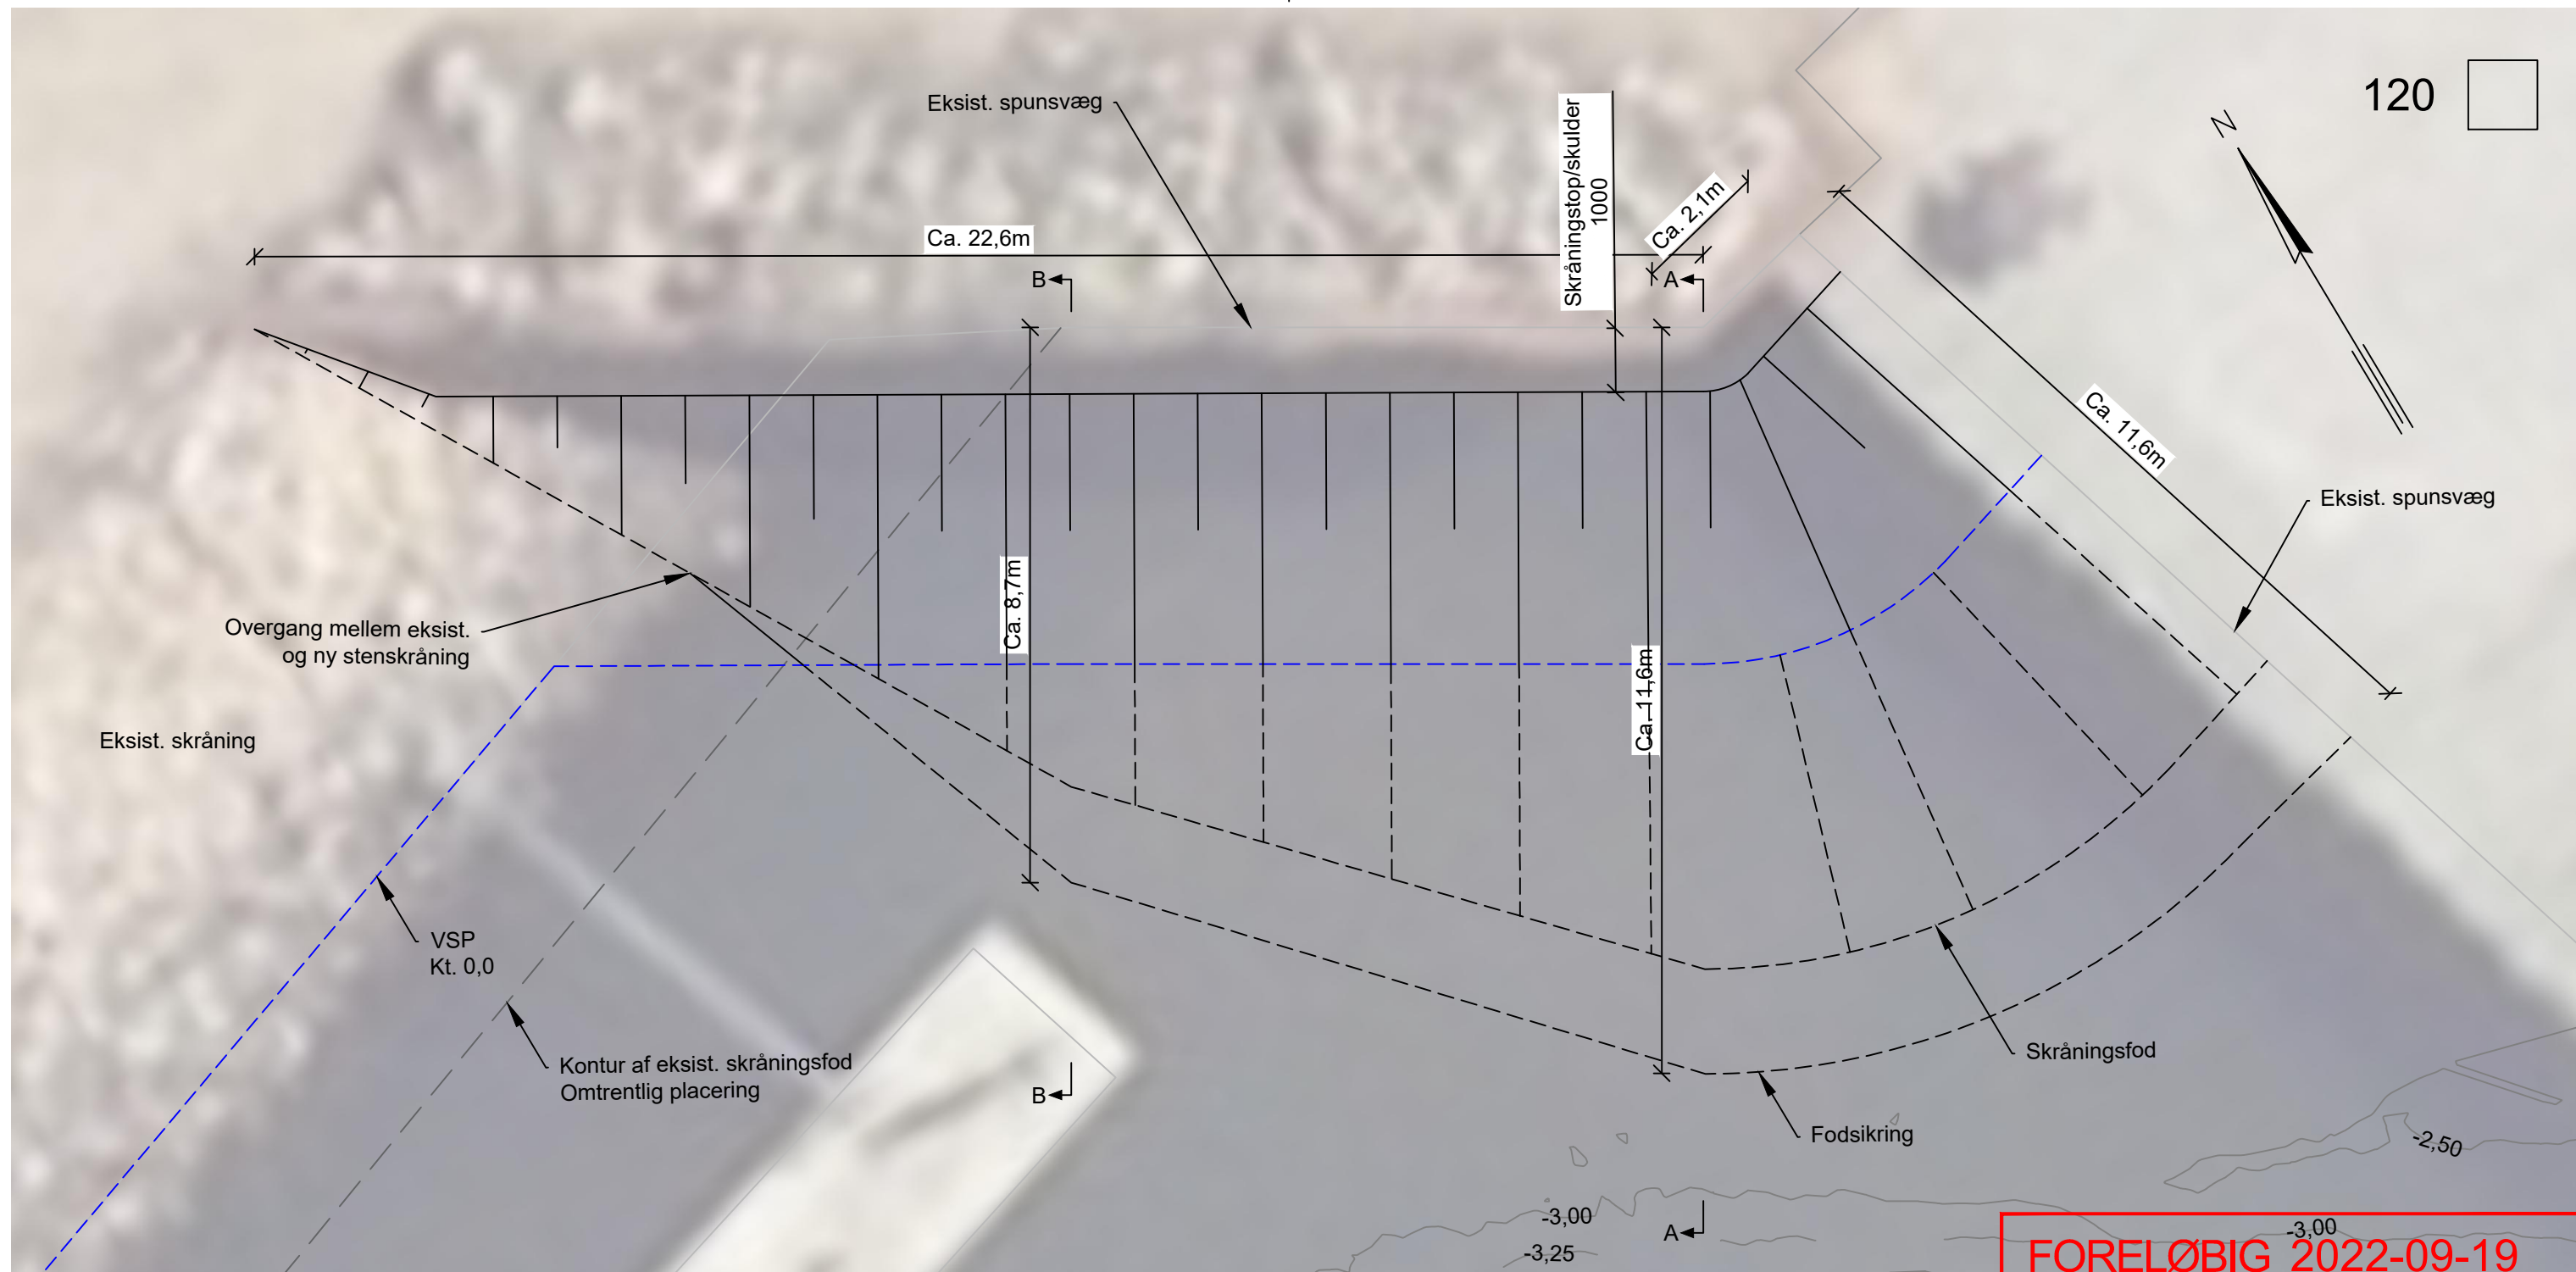 120
N
Eksist. spunsvæg
Skråningstop/skulder
1000
Ca. 2,1m
Ca. 22,6m
B
A
Ca. 11,6m
Eksist. spunsvæg
Ca. 8,7m
Ca. 11,6m
Overgang mellem eksist.
og ny stenskråning
Eksist. skråning
VSP
Kt. 0,0
Kontur af eksist. skråningsfod
Omtrentlig placering
B
Skråningsfod
Fodsikring
-2,50
-3,00
-3,25
A
-3,00
FORELØBIG 2022-09-19